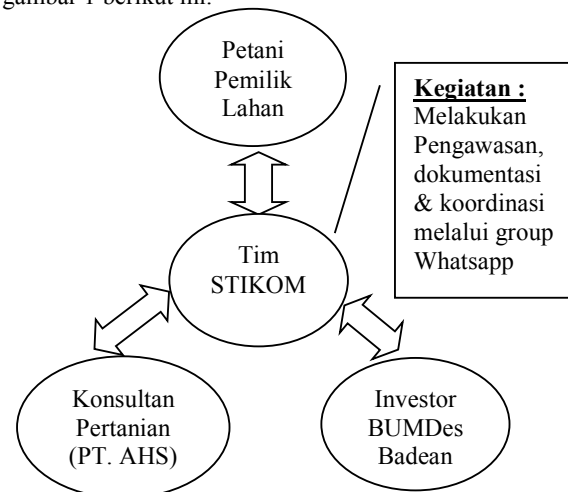 gambar 1 berikut ini.
Petani
Pemilik
Lahan
Kegiatan :
Melakukan
Pengawasan,
dokumentasi
& koordinasi
melalui group
Whatsapp
Tim
STIKOM
Konsultan
Pertanian
(PT. AHS)
Investor
BUMDes
Badean